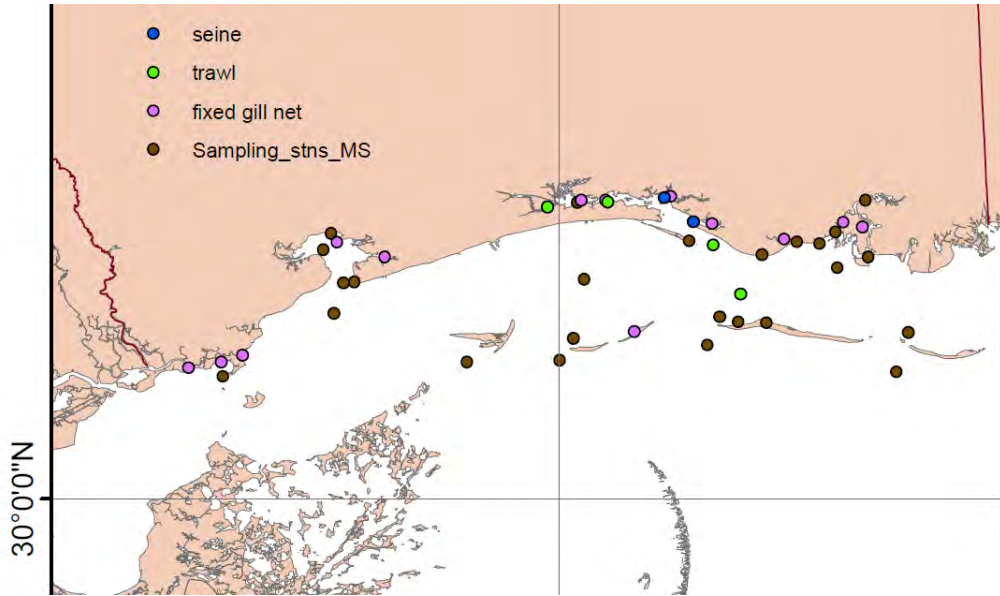 seine
trawl
fixed gill net
Sampling_stns_MS
30°0'0"N